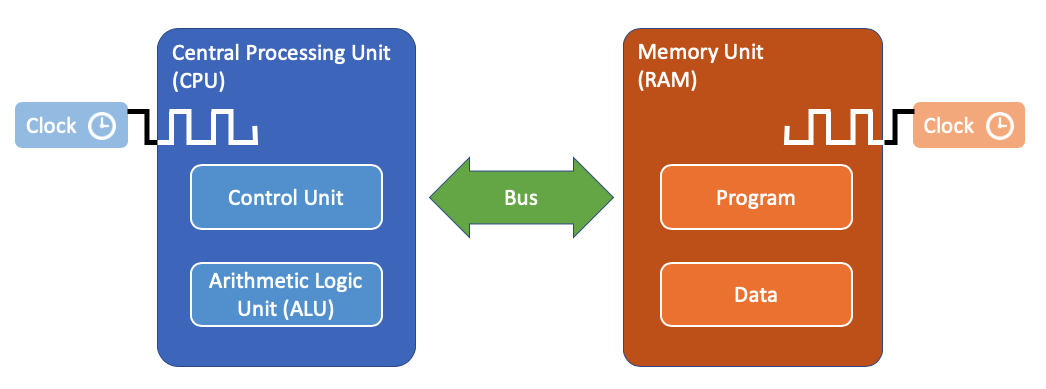 Central Processing Unit
(CPU)
Clock
Control Unit
Arithmetic Logic
Unit (ALU)
Bus
Memory Unit
(RAM)
Clock
Program
Data